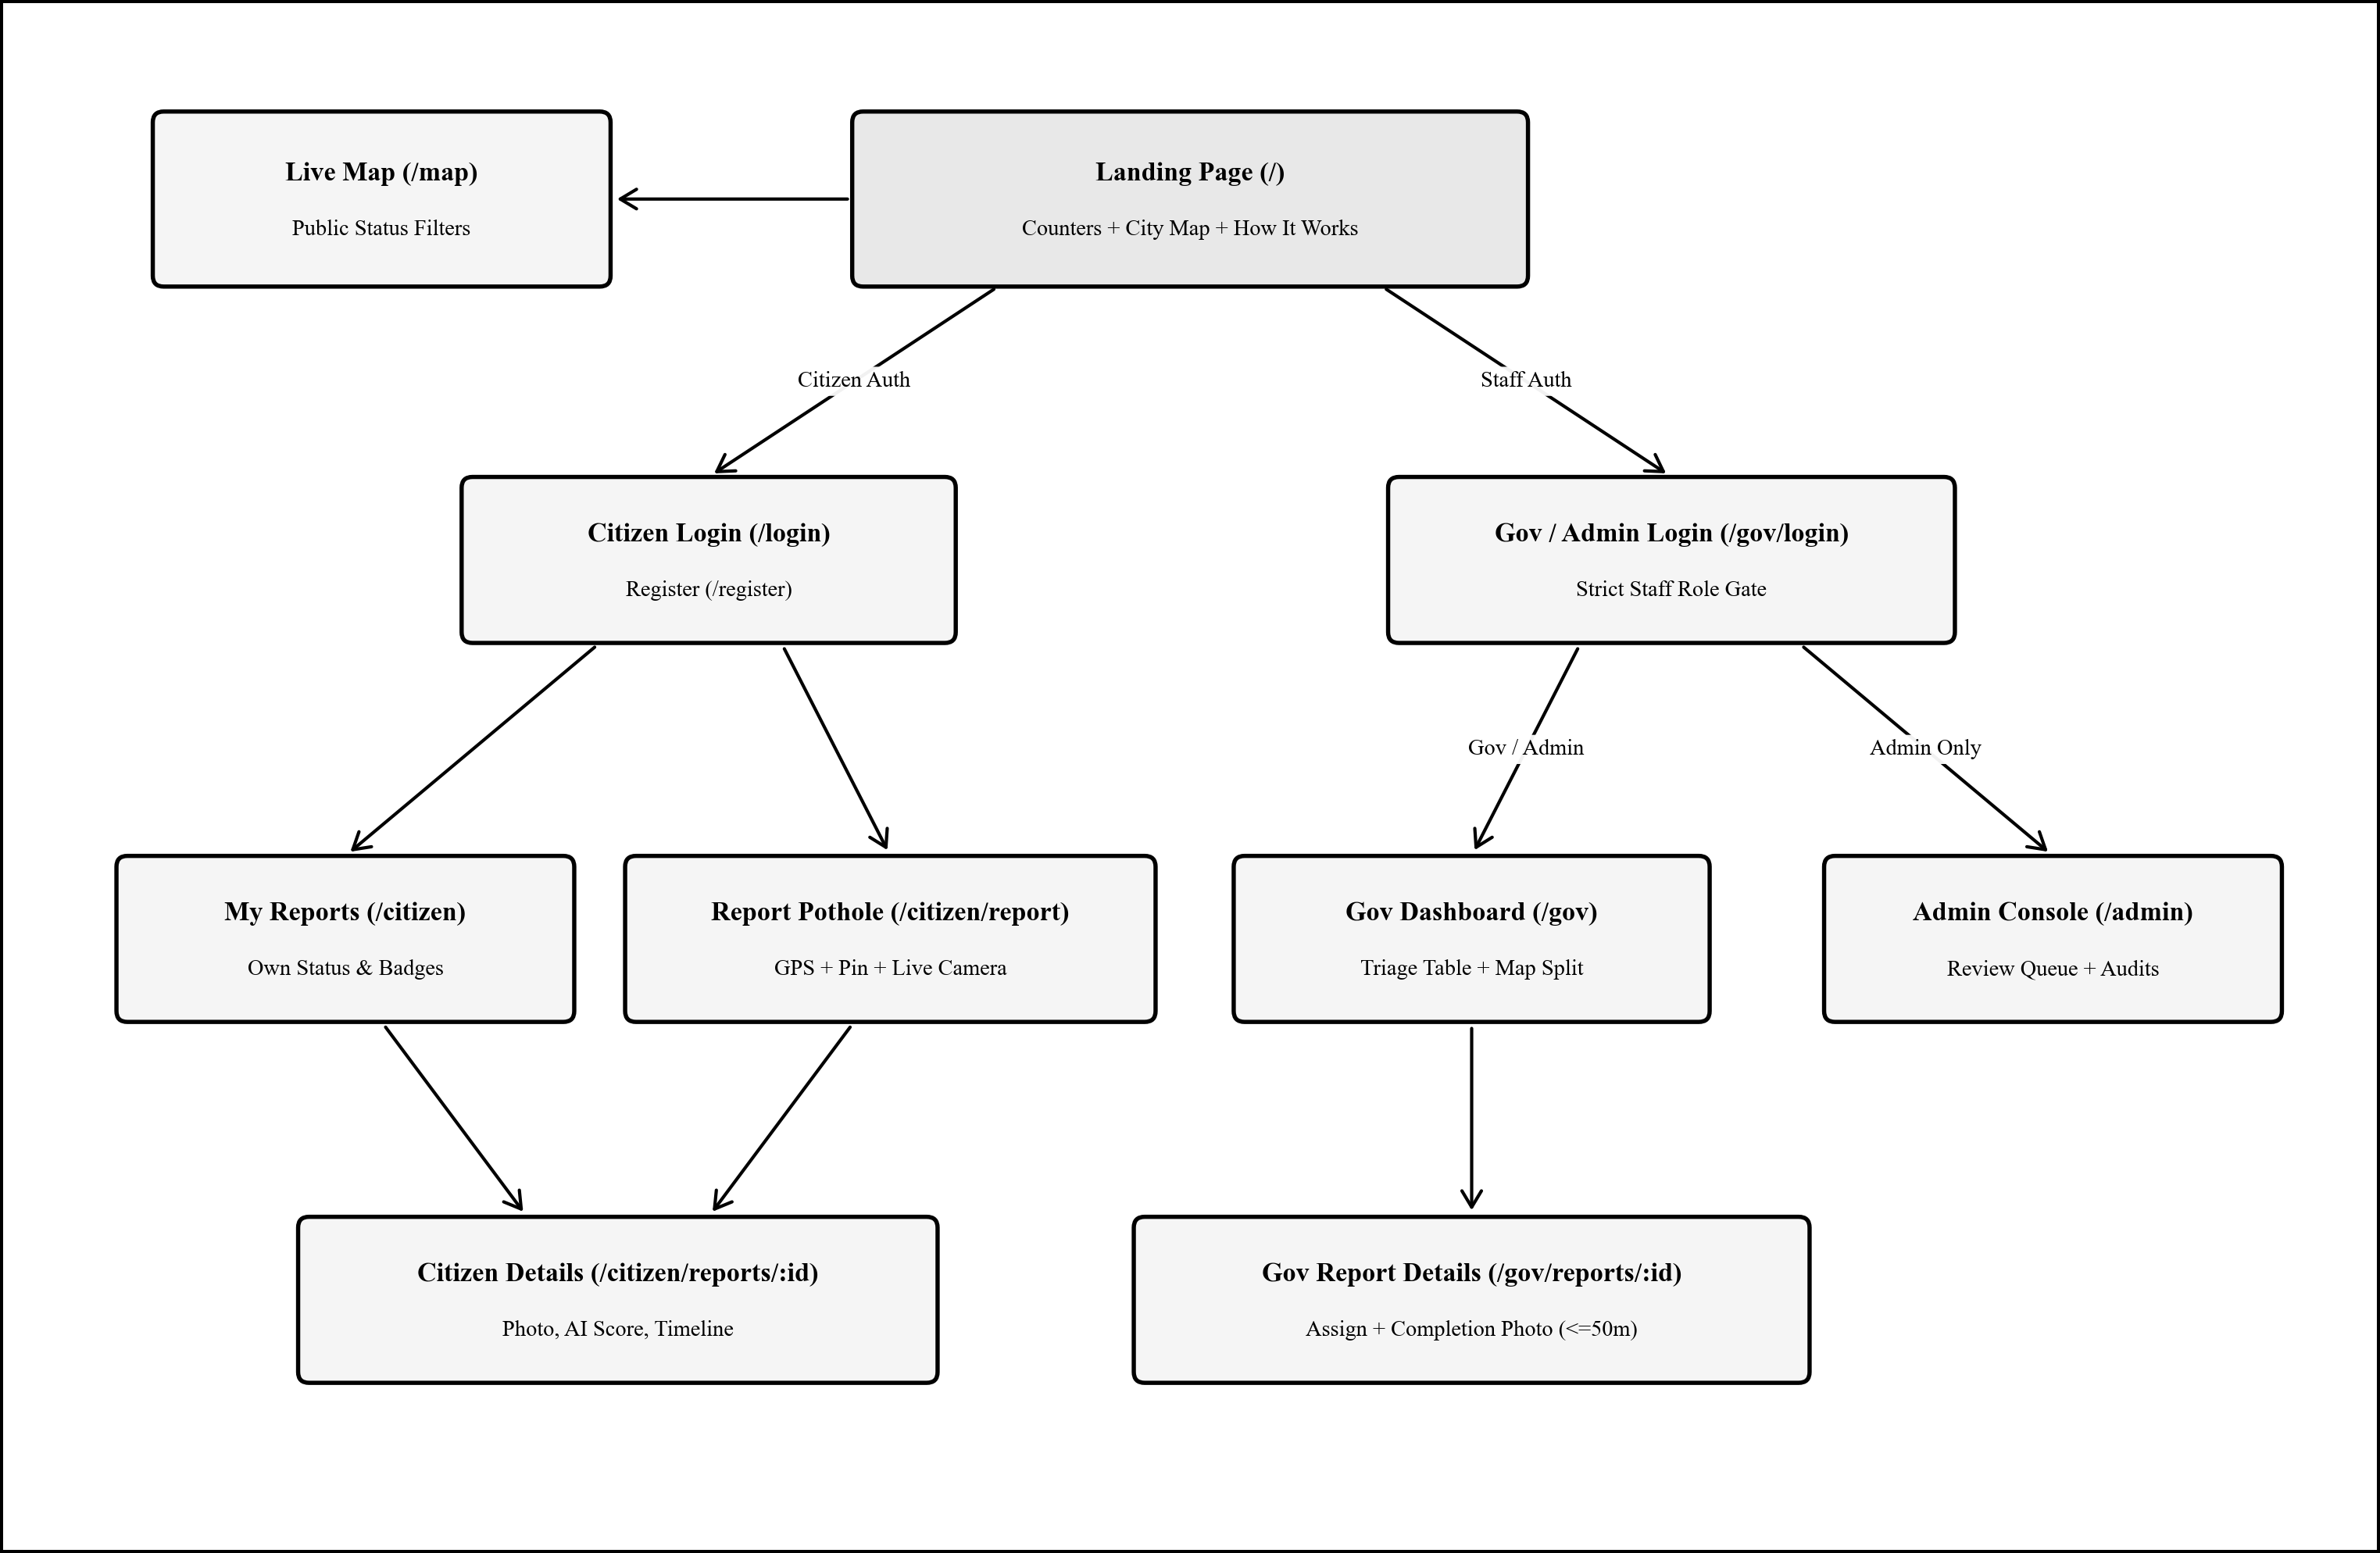 Live Map (/map)
Public Status Filters
Landing Page (/)
Counters + City Map + How It Works
Citizen Auth
Staff Auth
Citizen Login (/login)
Register (/register)
Gov / Admin Login (/gov/login)
Strict Staff Role Gate
Gov / Admin
Admin Only
My Reports (/citizen)
Own Status & Badges
Report Pothole (/citizen/report)
GPS + Pin + Live Camera
Gov Dashboard (/gov)
Triage Table + Map Split
Admin Console (/admin)
Review Queue + Audits
Citizen Details (/citizen/reports/:id)
Photo, AI Score, Timeline
Gov Report Details (/gov/reports/:id)
Assign + Completion Photo (<=50m)